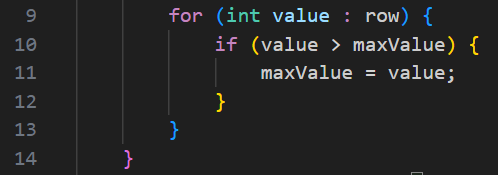 9 for (int value : row) {
10 if (value > maxValue) {
11 maxValue = value;
12 }
13 }
14 }